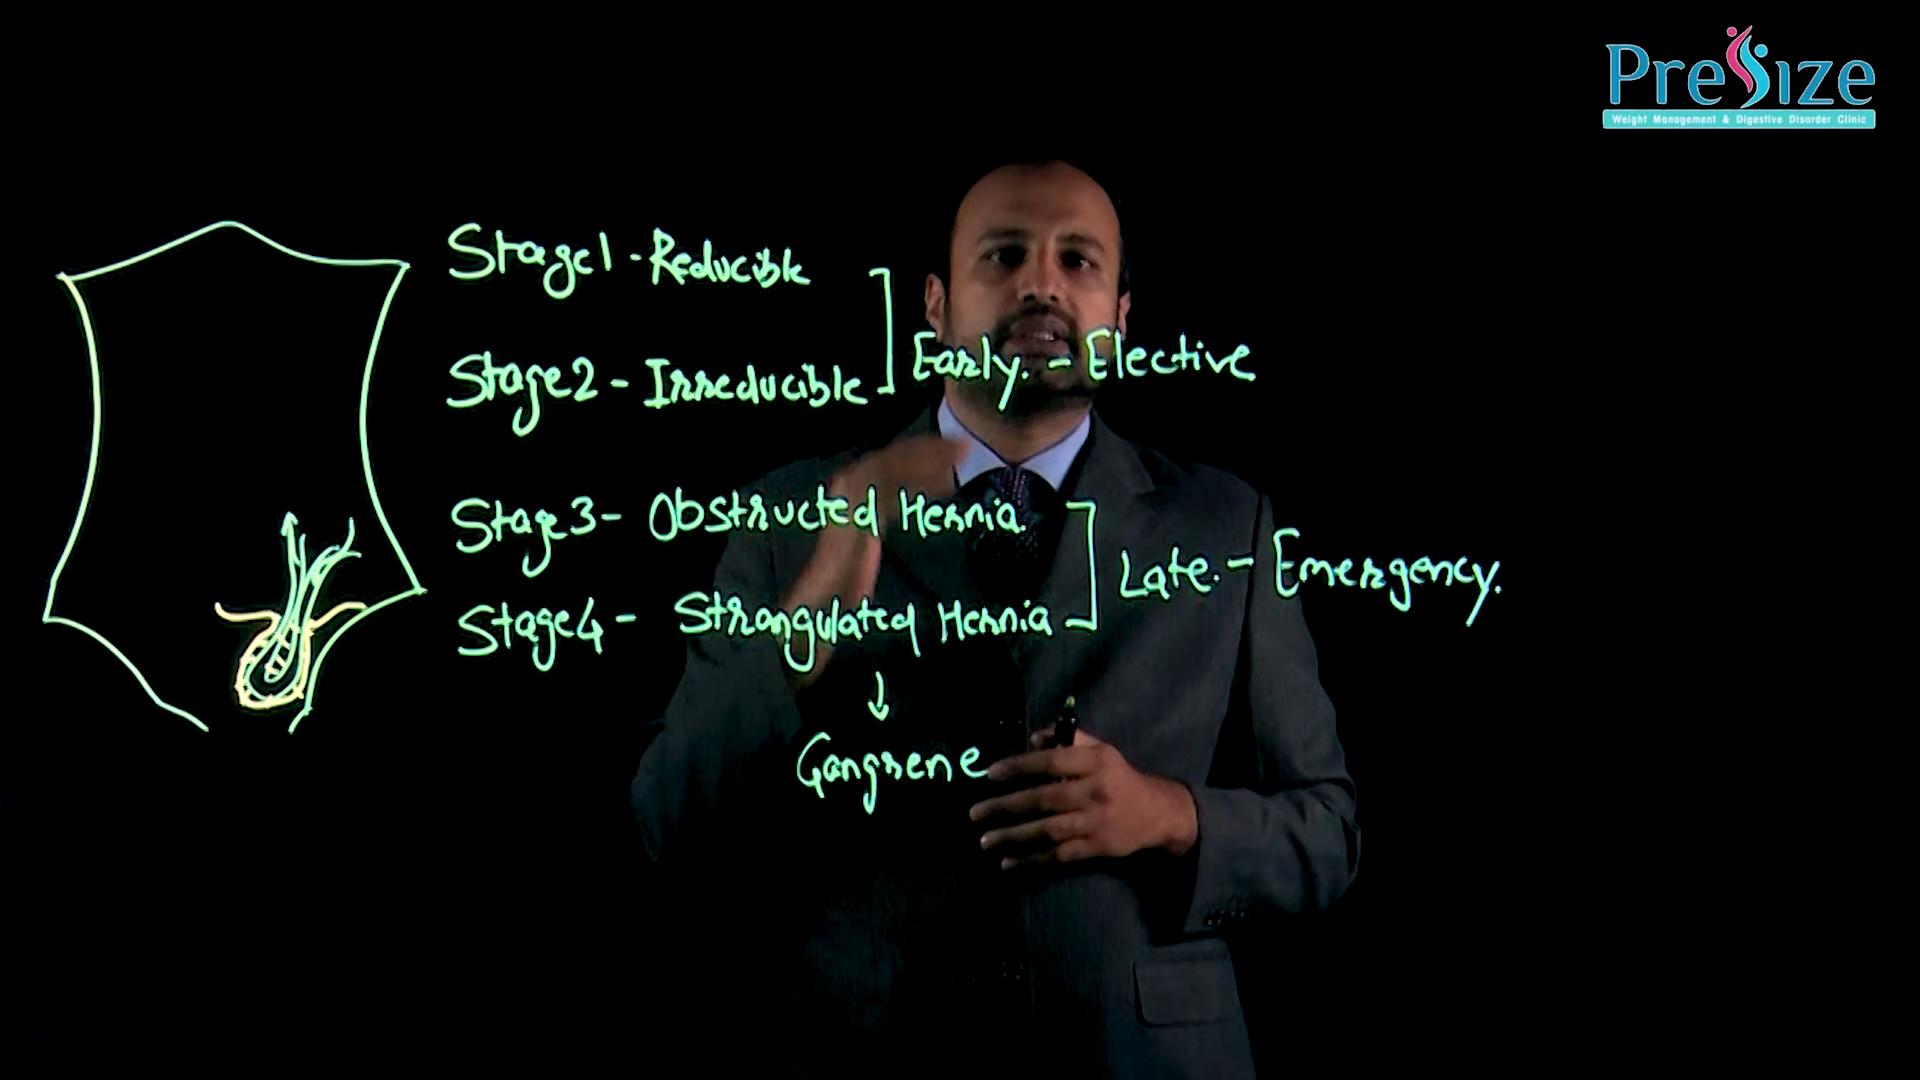 PreSize
Weight Management & Digestive Disorder Clinic
Stage1 - Reducible
Stage2 - Irreducible
Early. - Elective
Stage3 - Obstructed Hernia.
Stage4 - Strangulated Hernia
Late. - Emergency.
↓
Gangrene